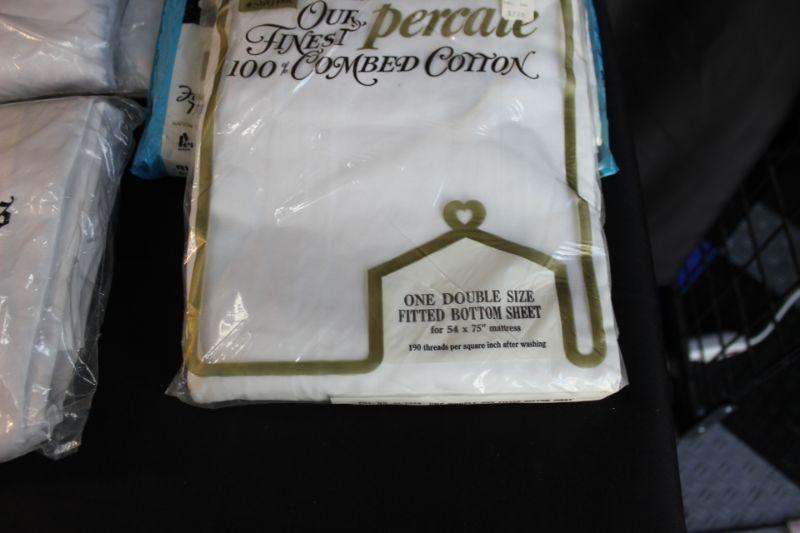 OUR
FINEST percale
100% COMBED COTTON
ONE DOUBLE SIZE
FITTED BOTTOM SHEET
for 54 x 75" mattress
190 threads per square inch after washing